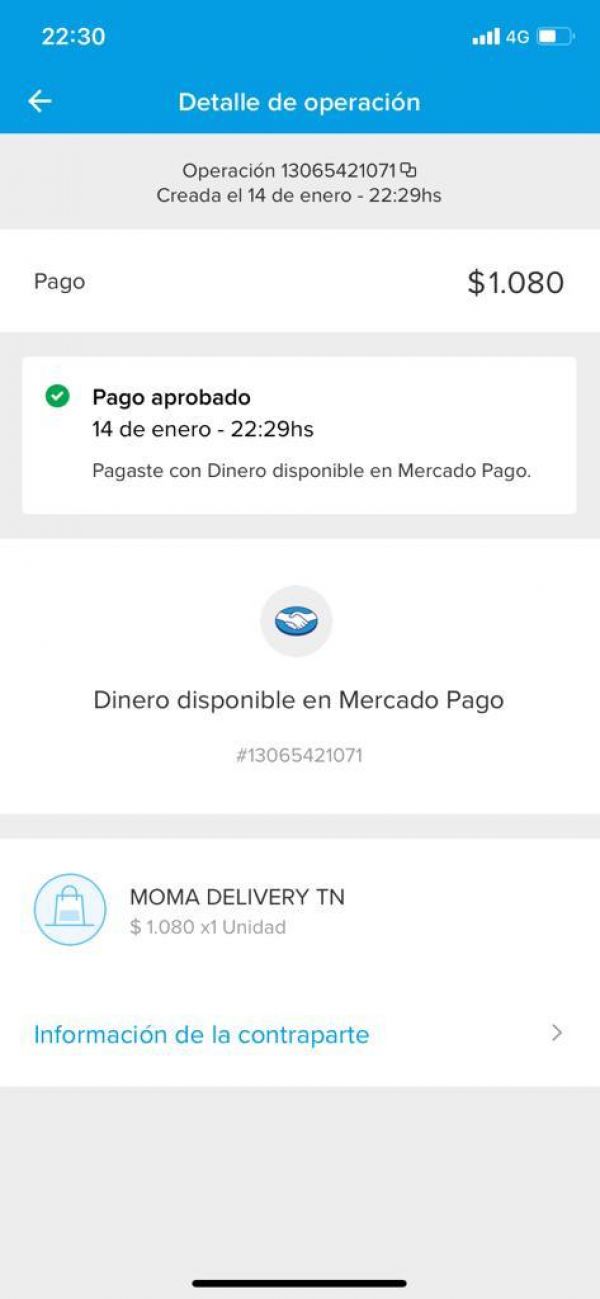 22:30
4G
Detalle de operación
Operación 13065421071
Creada el 14 de enero - 22:29hs
Pago
$1.080
Pago aprobado
14 de enero - 22:29hs
Pagaste con Dinero disponible en Mercado Pago.
Dinero disponible en Mercado Pago
#13065421071
MOMA DELIVERY TN
$ 1.080 x1 Unidad
Información de la contraparte